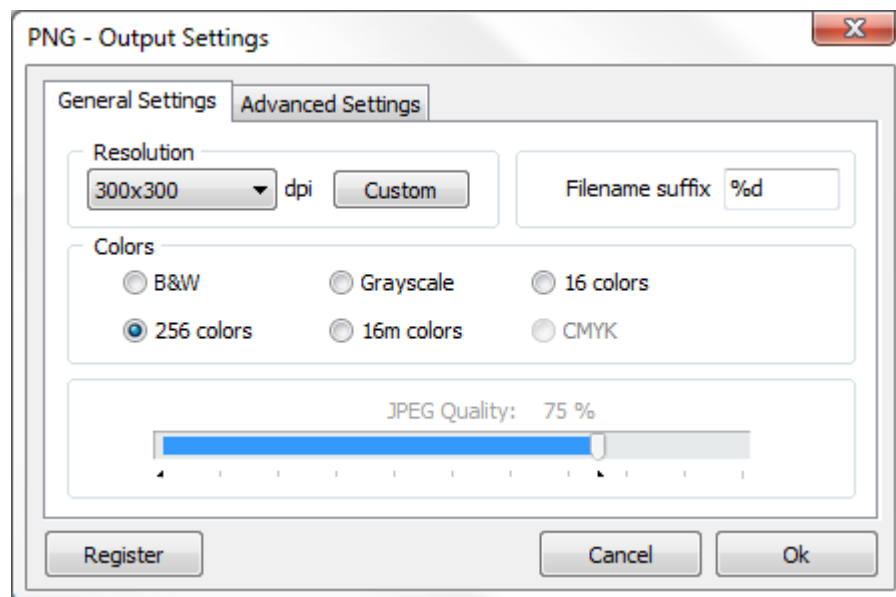 PNG - Output Settings
General Settings Advanced Settings
Resolution
300x300 dpi Custom Filename suffix %d
Colors
B&W Grayscale 16 colors
256 colors 16m colors CMYK
JPEG Quality: 75 %
Register Cancel Ok